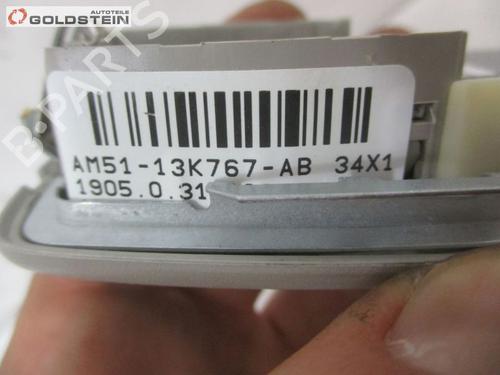 AUTOTEILE
GOLDSTEIN
B-PARTS
AM51-13K767-AB 34X1
1905.0.31